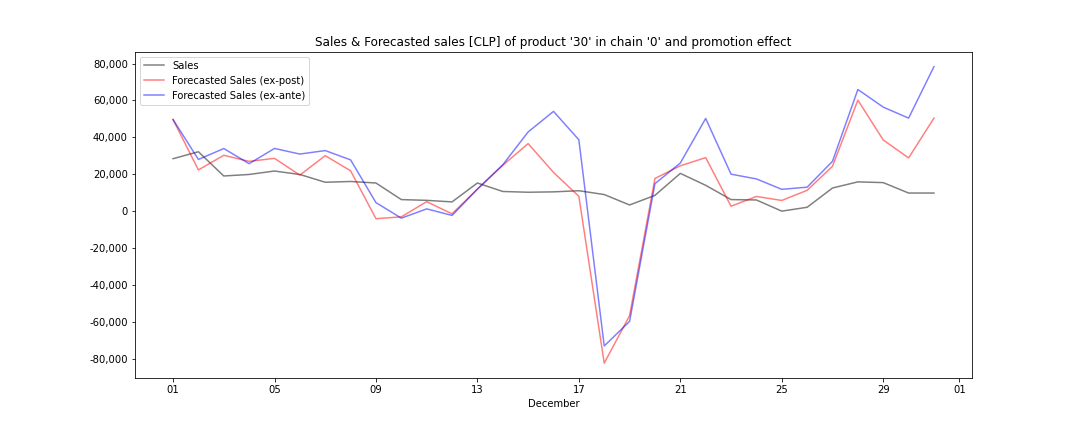 Sales & Forecasted sales [CLP] of product '30' in chain '0' and promotion effect
Sales
Forecasted Sales (ex-post)
Forecasted Sales (ex-ante)
80,000
60,000
40,000
20,000
0
-20,000
-40,000
-60,000
-80,000
01 05 09 13 17 21 25 29 01
December